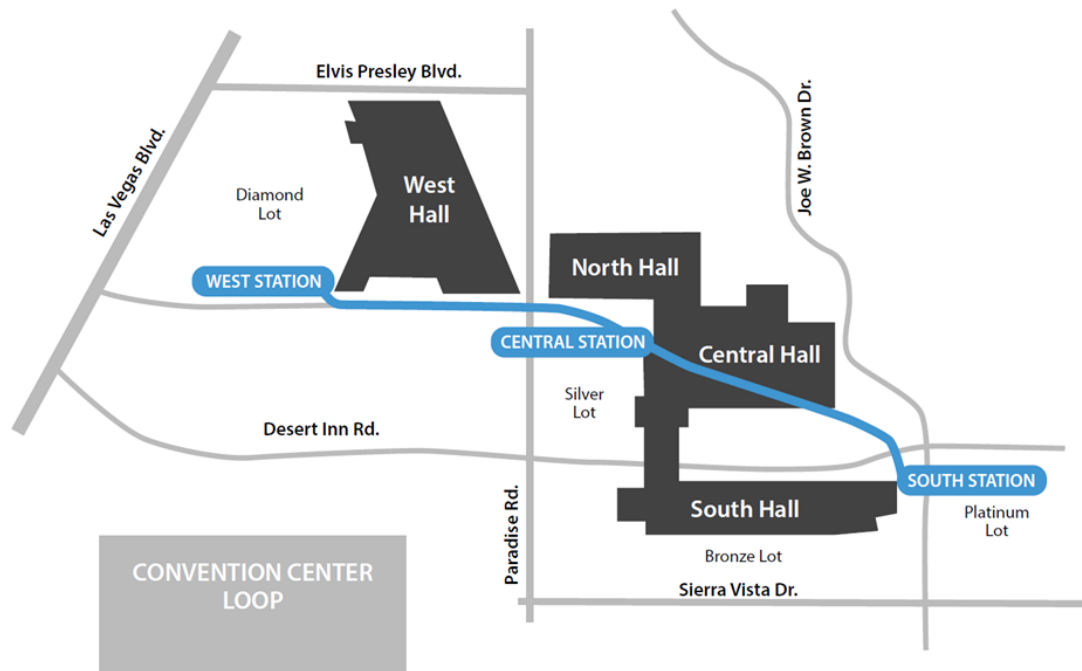 Elvis Presley Blvd.
Las Vegas Blvd.
Joe W. Brown Dr.
West
Hall
Diamond
Lot
North Hall
WEST STATION
CENTRAL STATION
Central Hall
Silver
Lot
Desert Inn Rd.
SOUTH STATION
South Hall
Platinum
Lot
Paradise Rd.
Bronze Lot
CONVENTION CENTER
LOOP
Sierra Vista Dr.